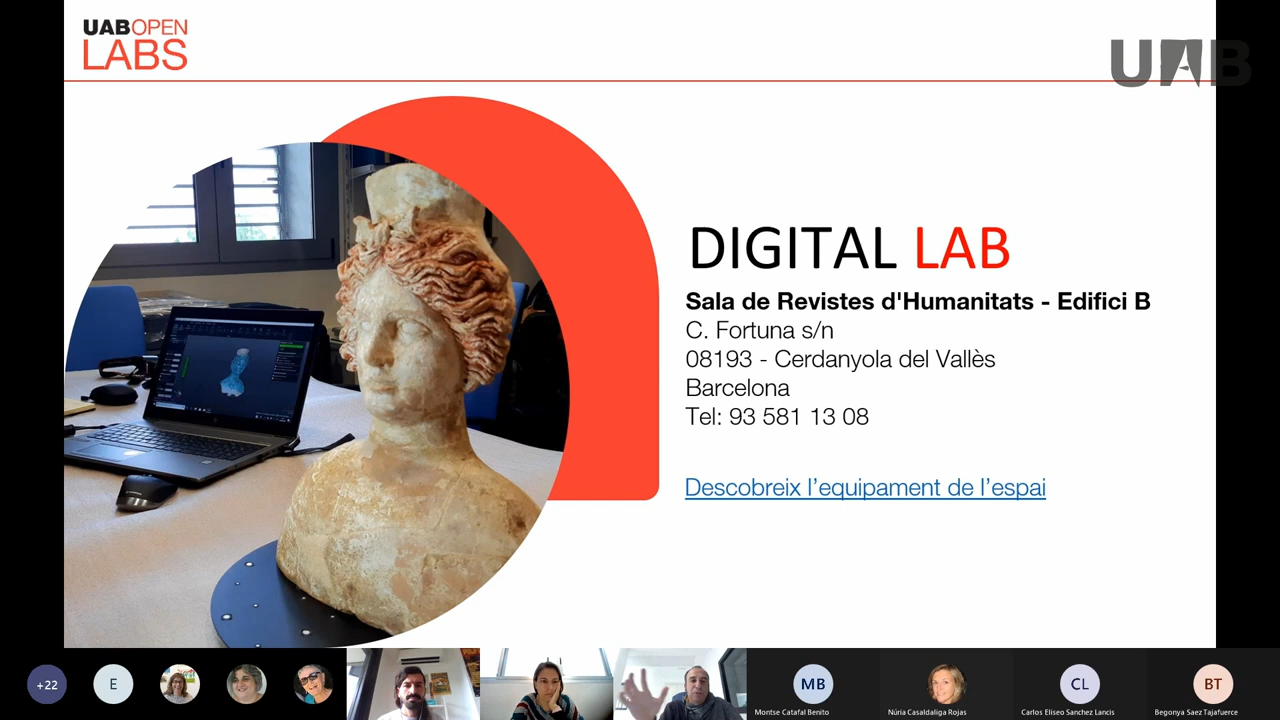 UABOPEN
LABS
UAB
DIGITAL LAB
Sala de Revistes d'Humanitats - Edifici B
C. Fortuna s/n
08193 - Cerdanyola del Vallès
Barcelona
Tel: 93 581 13 08
Descobreix l’equipament de l’espai
+22
E
MB
CL
BT
Montse Catafal Benito
Núria Casaldaliga Rojas
Carlos Eliseo Sanchez Lancis
Begonya Saez Tajafuerce